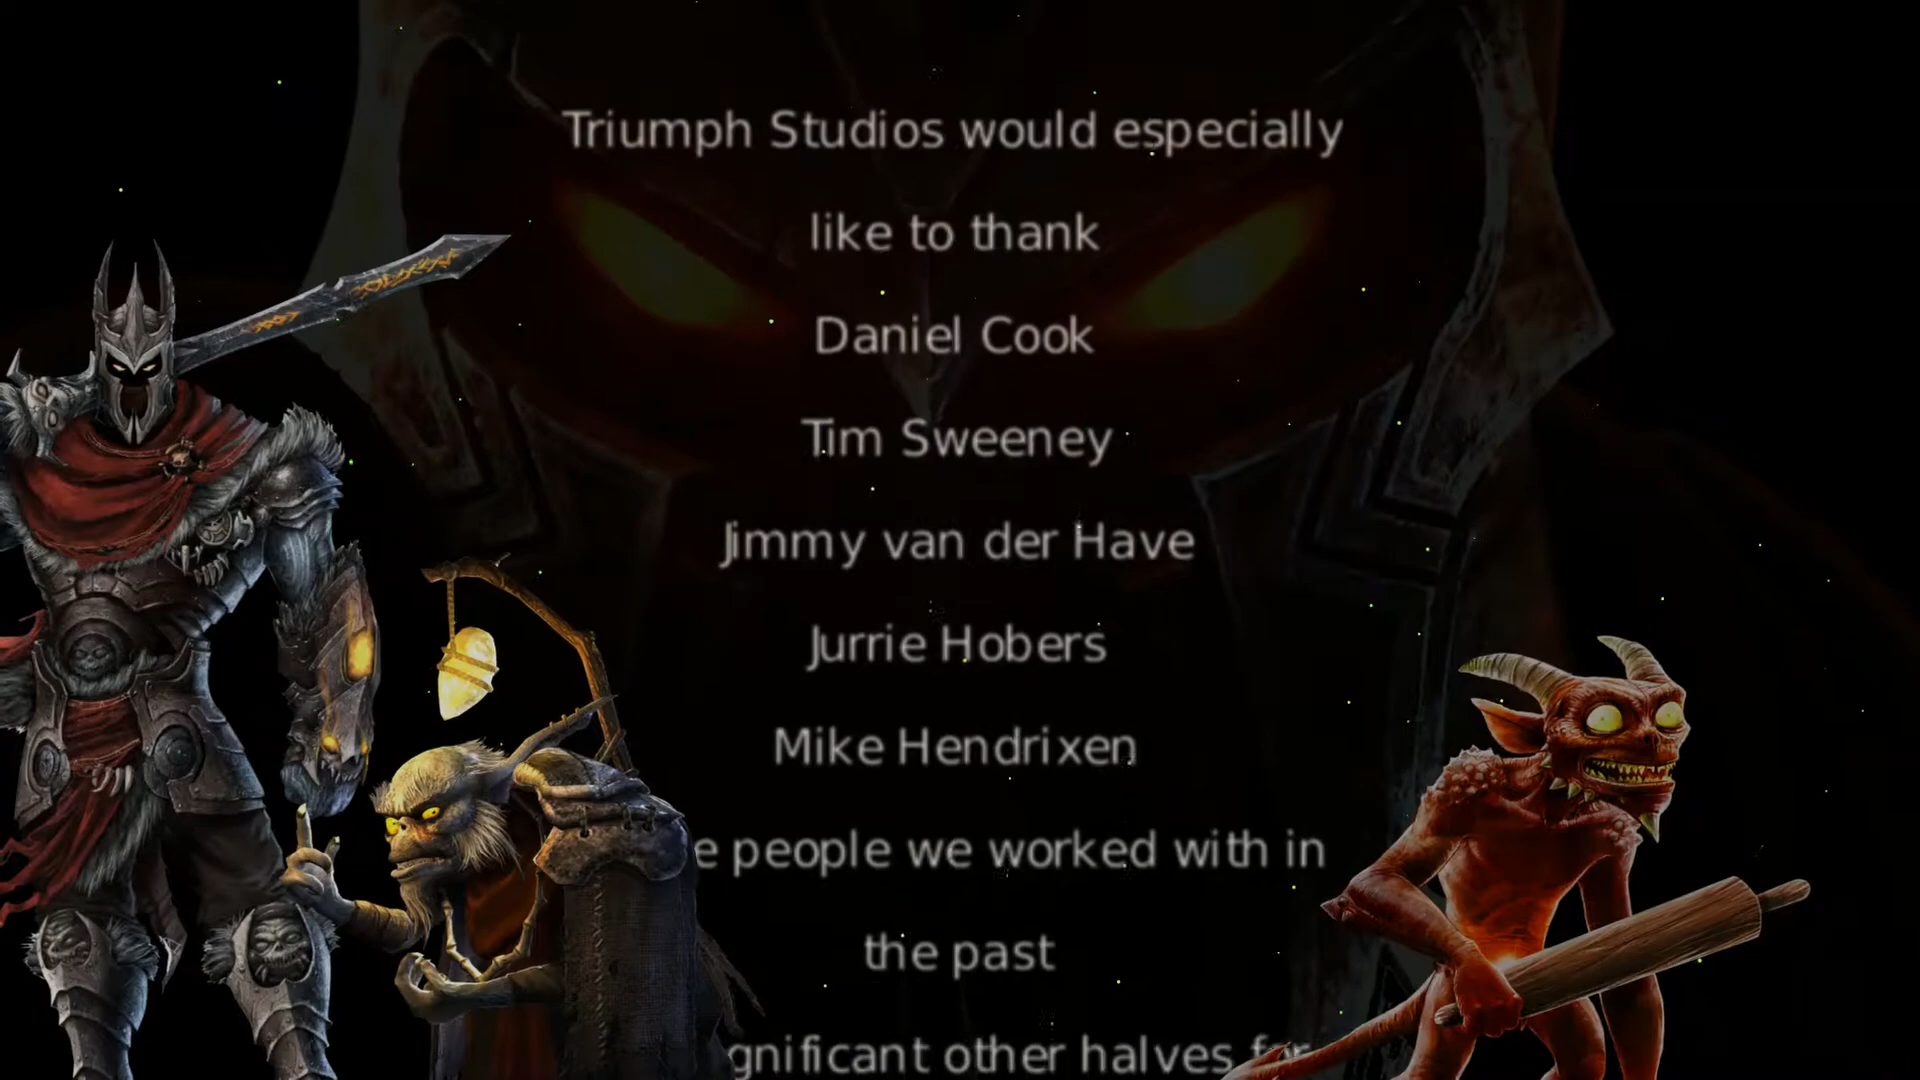 Triumph Studios would especially
like to thank
Daniel Cook
Tim Sweeney
Jimmy van der Have
Jurrie Hobers
Mike Hendrixen
people we worked with in
the past
other halves for